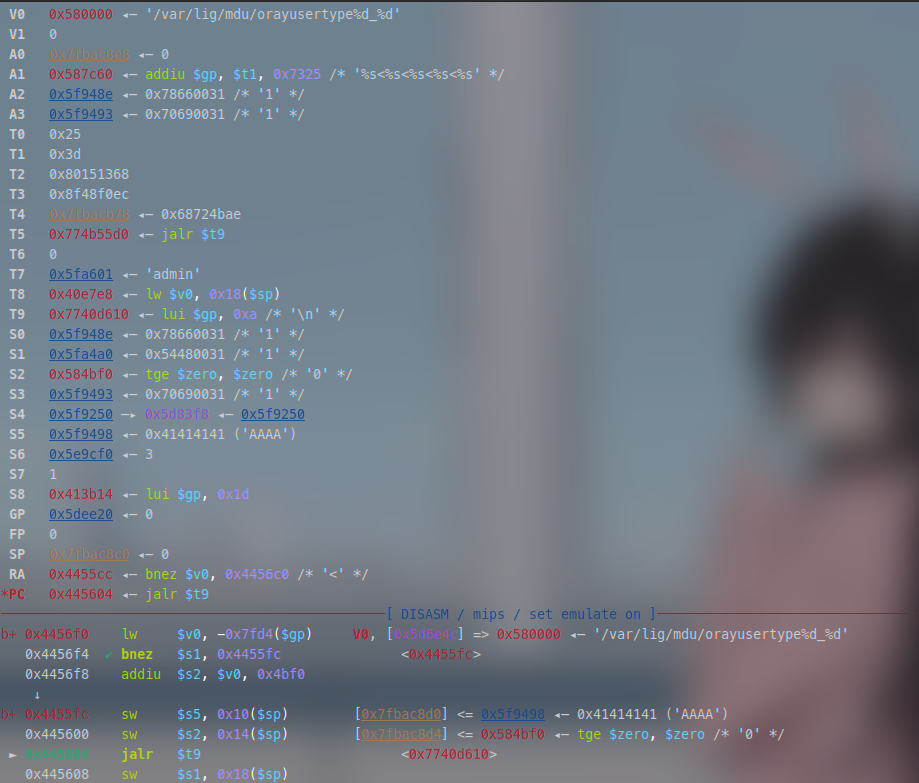 V0 0x580000 ◂— '/var/lig/mdu/orayusertype%d_%d'
V1 0
A0 0x7fbac8e8 ◂— 0
A1 0x587c60 ◂— addiu $gp, $t1, 0x7325 /* '%s<%s<%s<%s<%s' */
A2 0x5f948e ◂— 0x78660031 /* '1' */
A3 0x5f9493 ◂— 0x70690031 /* '1' */
T0 0x25
T1 0x3d
T2 0x80151368
T3 0x8f48f0ec
T4 ◂— 0x68724bae
T5 0x774b55d0 ◂— jalr $t9
T6 0
T7 0x5fa601 ◂— 'admin'
T8 0x40e7e8 ◂— lw $v0, 0x18($sp)
T9 0x7740d610 ◂— lui $gp, 0xa /* '\n' */
S0 0x5f948e ◂— 0x78660031 /* '1' */
S1 0x5fa4a0 ◂— 0x54480031 /* '1' */
S2 0x584bf0 ◂— tge $zero, $zero /* '0' */
S3 0x5f9493 ◂— 0x70690031 /* '1' */
S4 0x5f9250 —▸ 0x5d83f8 ◂— 0x5f9250
S5 0x5f9498 ◂— 0x41414141 ('AAAA')
S6 0x5e9cf0 ◂— 3
S7 1
S8 0x413b14 ◂— lui $gp, 0x1d
GP 0x5dee20 ◂— 0
FP 0
SP 0x7fbac8c0 ◂— 0
RA 0x4455cc ◂— bnez $v0, 0x4456c0 /* '<' */
*PC 0x445604 ◂— jalr $t9
[ DISASM / mips / set emulate on ]
b+ 0x4456f0 lw $v0, -0x7fd4($gp) V0, [0x5d6e4c] => 0x580000 ◂— '/var/lig/mdu/orayusertype%d_%d'
0x4456f4 ✔ bnez $s1, 0x4455fc <0x4455fc>
0x4456f8 addiu $s2, $v0, 0x4bf0
↓
b+ 0x4455fc sw $s5, 0x10($sp) [0x7fbac8d0] <= 0x5f9498 ◂— 0x41414141 ('AAAA')
0x445600 sw $s2, 0x14($sp) [0x7fbac8d4] <= 0x584bf0 ◂— tge $zero, $zero /* '0' */
► 0x445604 jalr $t9 <0x7740d610>
0x445608 sw $s1, 0x18($sp)